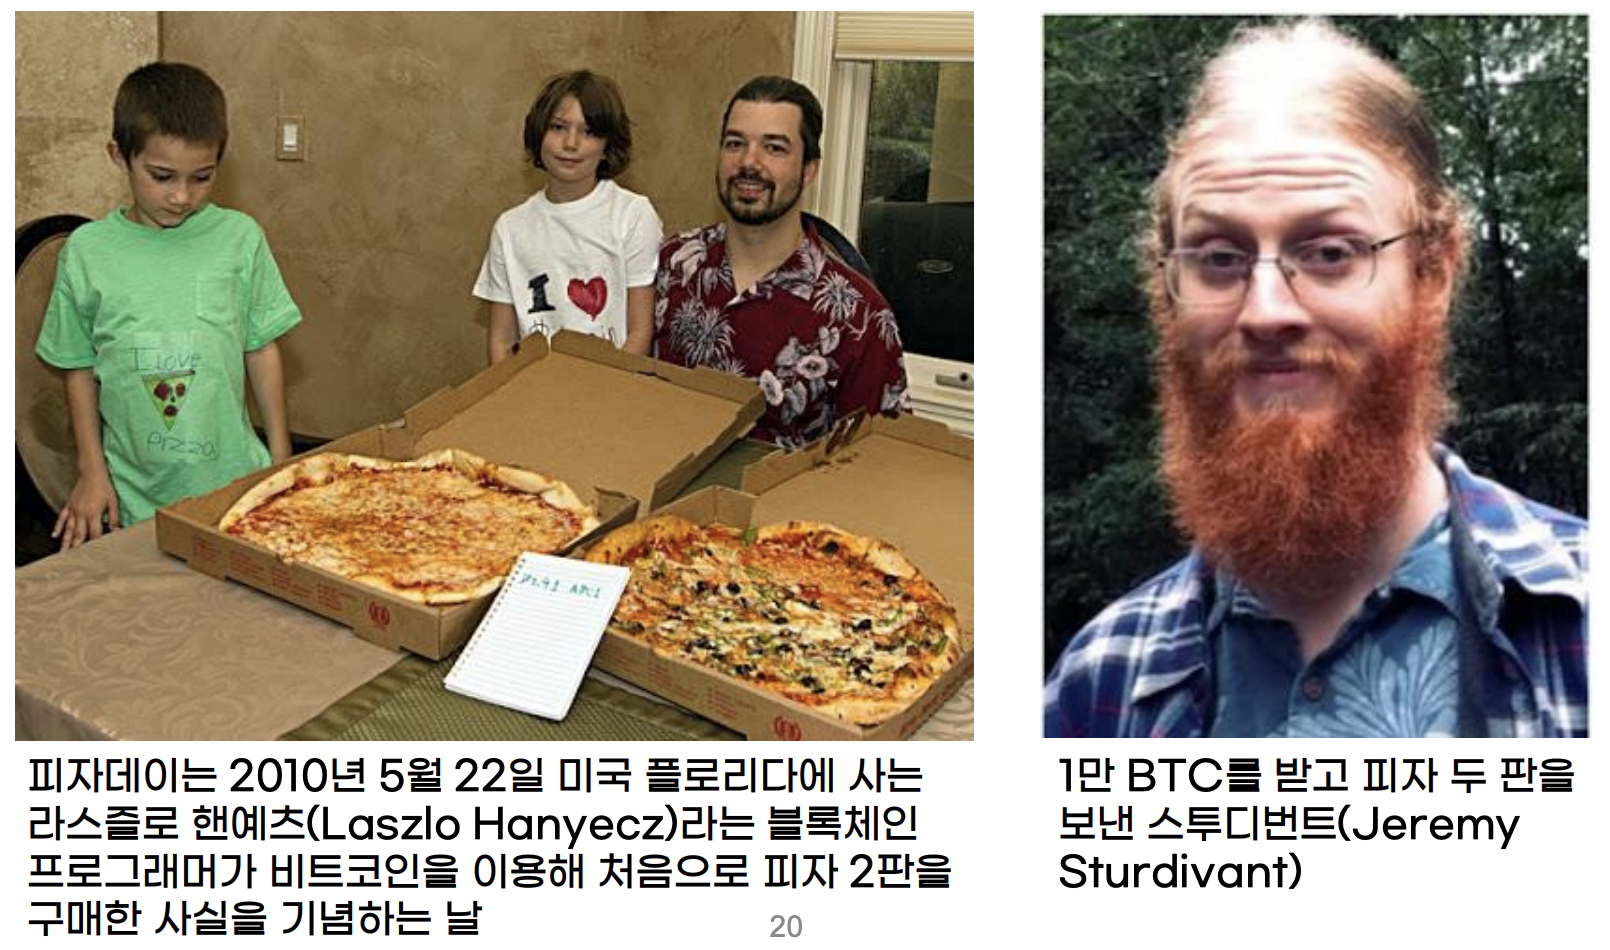 I love
pizza
I
피자데이는 2010년 5월 22일 미국 플로리다에 사는
라스즐로 핸예츠(Laszlo Hanyecz)라는 블록체인
프로그래머가 비트코인을 이용해 처음으로 피자 2판을
구매한 사실을 기념하는 날
1만 BTC를 받고 피자 두 판을
보낸 스투디번트(Jeremy
Sturdivant)
20